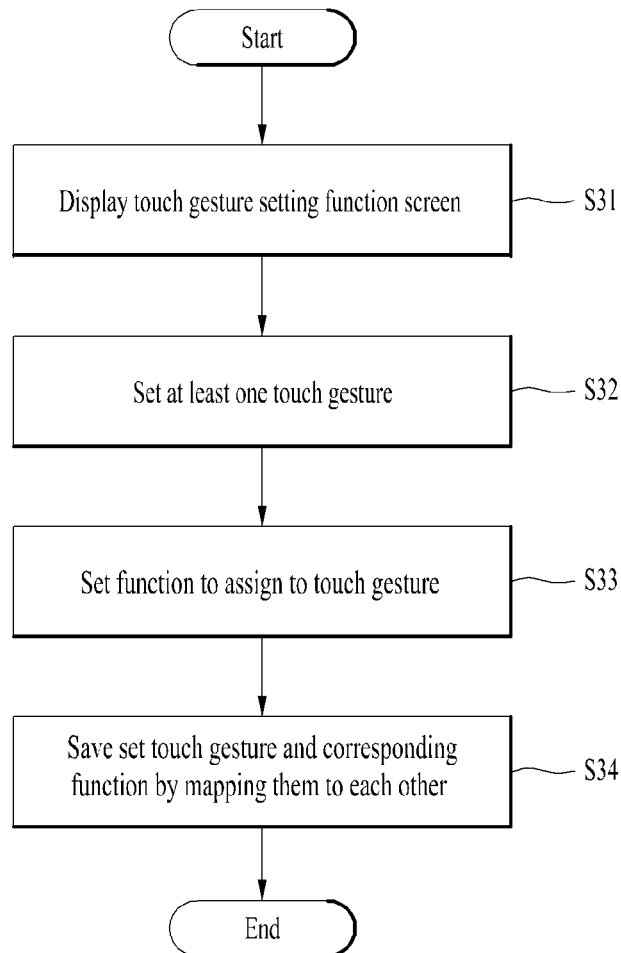 Start
Display touch gesture setting function screen
S31
Set at least one touch gesture
S32
Set function to assign to touch gesture
S33
Save set touch gesture and corresponding
function by mapping them to each other
S34
End